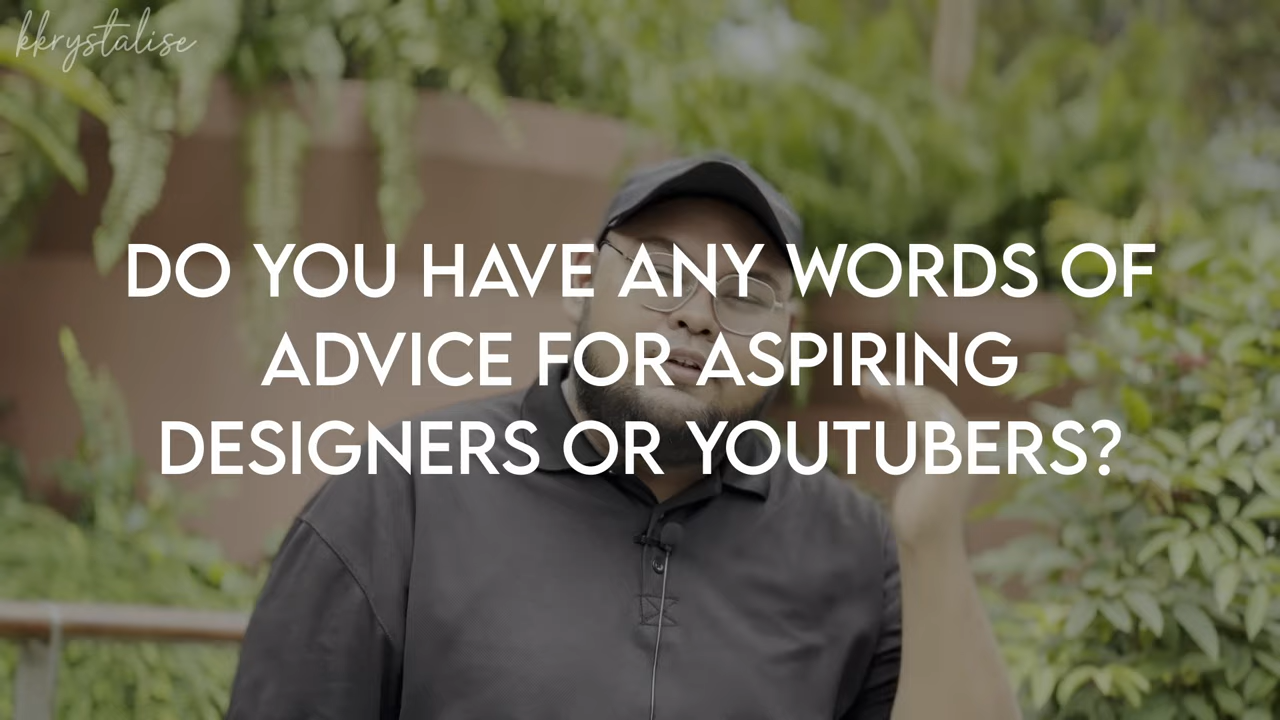 kkrystalise
DO YOU HAVE ANY WORDS OF
ADVICE FOR ASPIRING
DESIGNERS OR YOUTUBERS?